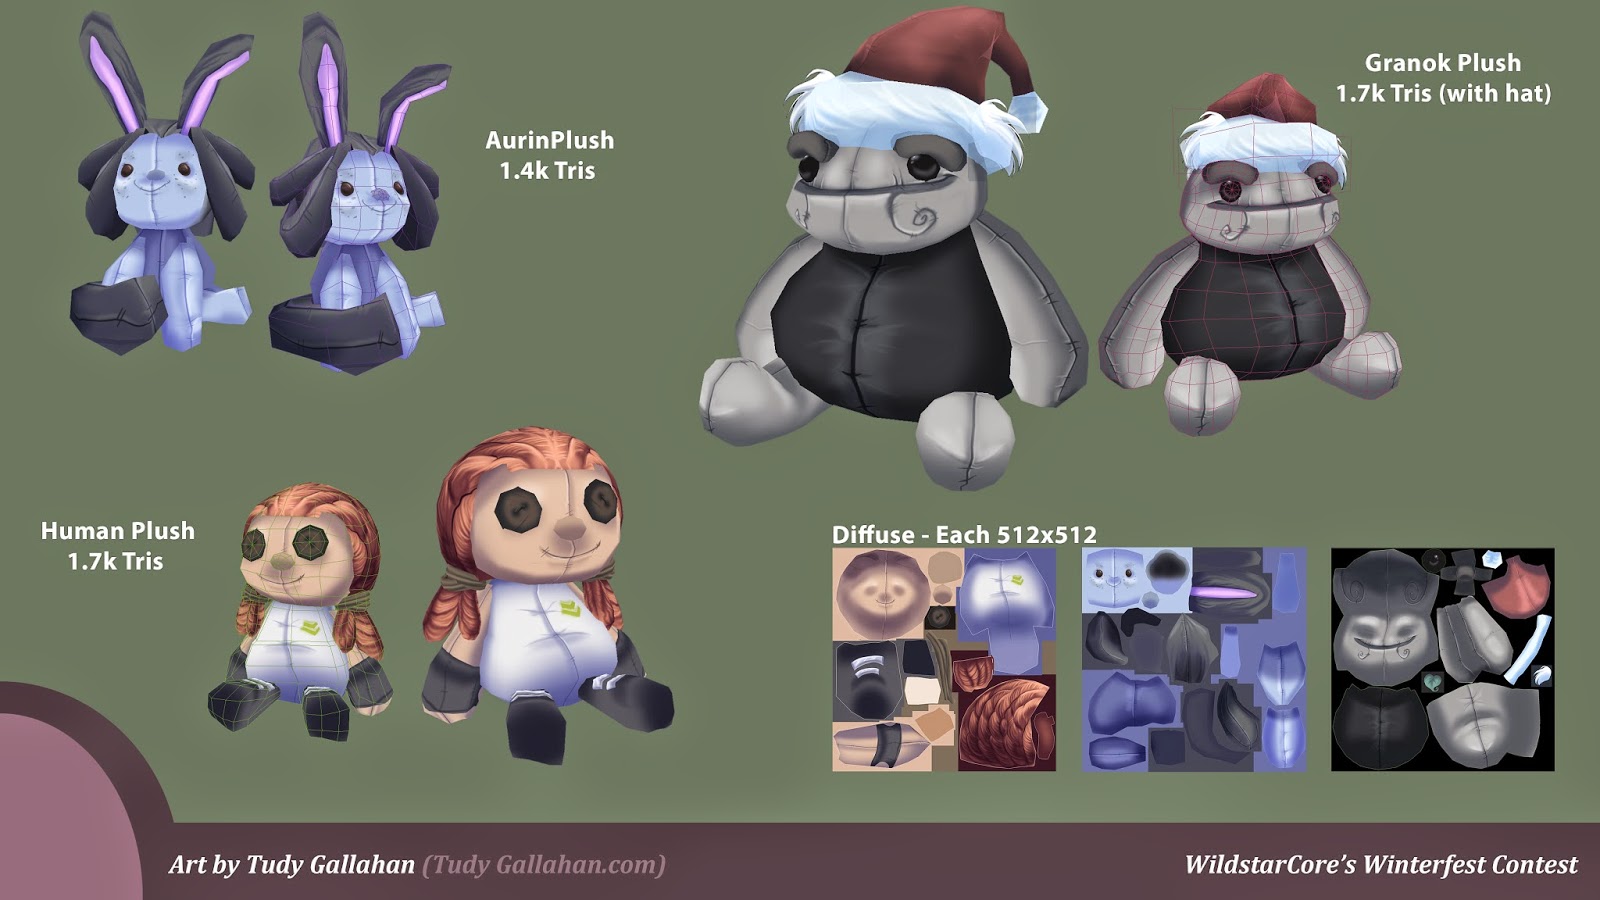 AurinPlush
1.4k Tris
Granok Plush
1.7k Tris (with hat)
Human Plush
1.7k Tris
Diffuse - Each 512x512
Art by Tudy Gallahan (Tudy Gallahan.com)
WildstarCore's Winterfest Contest